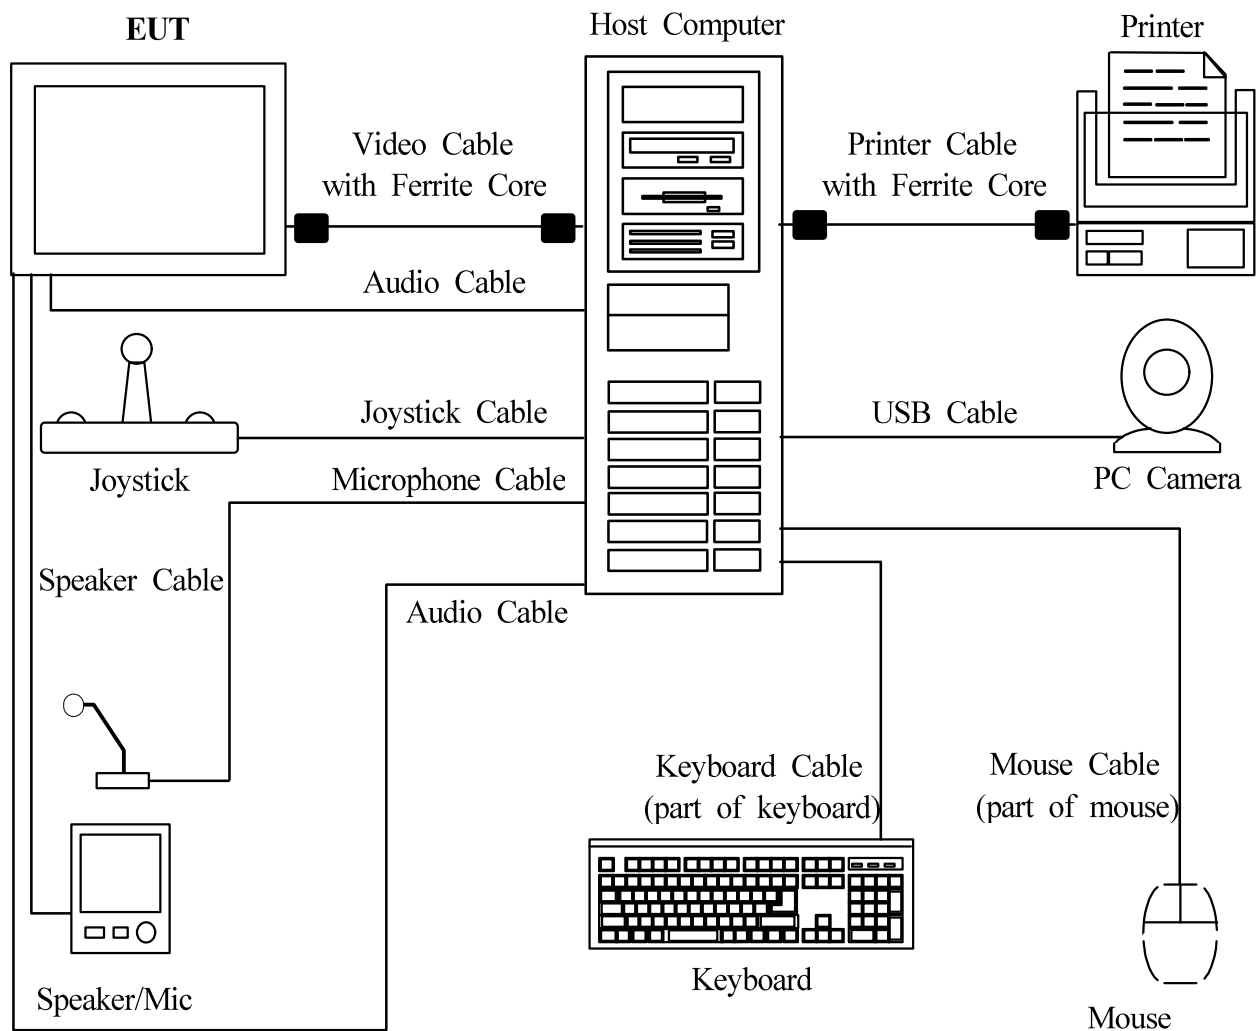 EUT
Host Computer
Printer
Video Cable
with Ferrite Core
Printer Cable
with Ferrite Core
Audio Cable
Joystick Cable
USB Cable
Joystick
Microphone Cable
PC Camera
Speaker Cable
Audio Cable
Keyboard Cable
(part of keyboard)
Mouse Cable
(part of mouse)
Keyboard
Speaker/Mic
Mouse